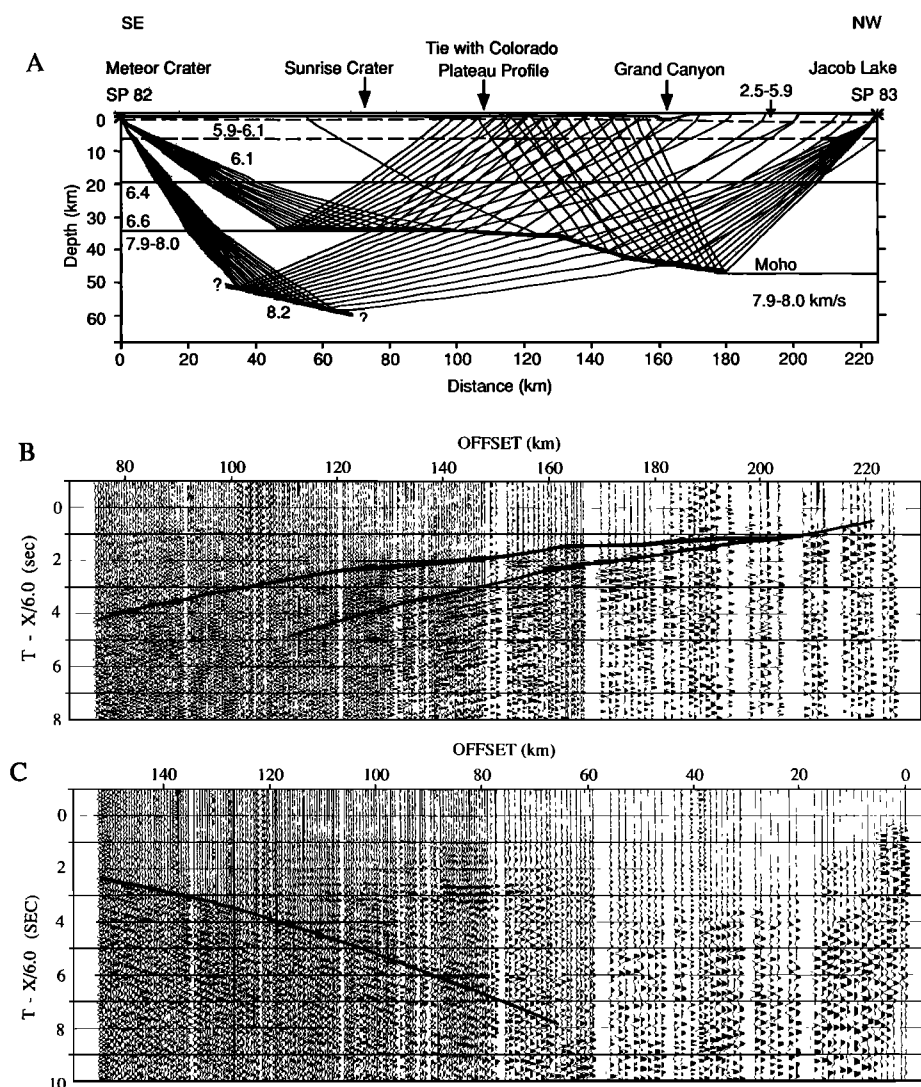 SE NW
A
Meteor Crater Sunrise Crater Tie with Colorado Plateau Profile Grand Canyon Jacob Lake
SP 82 2.5-5.9 SP 83
0
5.9-6.1
10
6.1
20
6.4
30
6.6
7.9-8.0
40
Moho
50
? 8.2 7.9-8.0 km/s
60 ?
Depth (km)
0 20 40 60 80 100 120 140 160 180 200 220
Distance (km)
B
OFFSET (km)
80 100 120 140 160 180 200 220
0
2
4
6
8
T - X/6.0 (sec)
C
OFFSET (km)
140 120 100 80 60 40 20 0
0
2
4
6
8
10
T - X/6.0 (SEC)